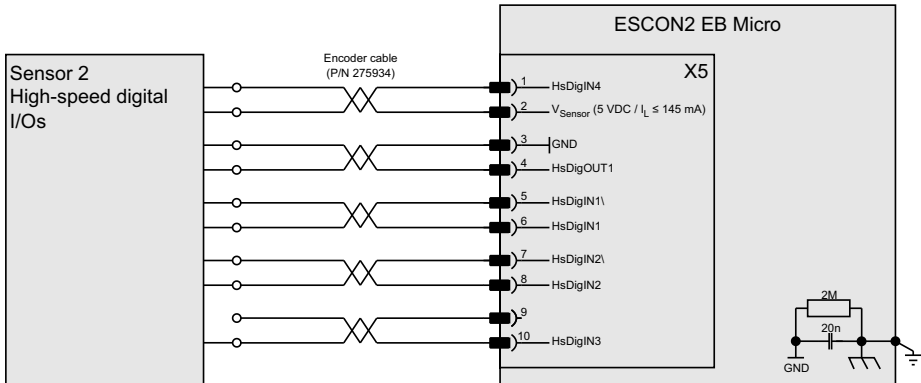 ESCON2 EB Micro
Sensor 2
High-speed digital
I/Os
Encoder cable
(P/N 275934)
X5
1 HsDigIN4
2 VSensor (5 VDC / IL ≤ 145 mA)
3 GND
4 HsDigOUT1
5 HsDigIN1\
6 HsDigIN1
7 HsDigIN2\
8 HsDigIN2
9
10 HsDigIN3
2M
20n
GND